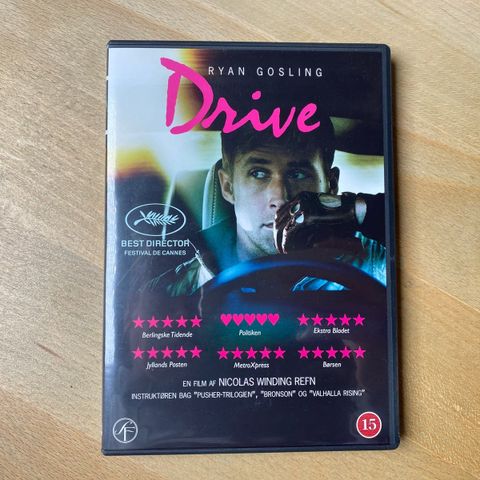 RYAN GOSLING
Drive
BEST DIRECTOR
FESTIVAL DE CANNES
★★★★★ ♥♥♥♥♥ ★★★★★
Berlingske Tidende Politiken Ekstra Bladet
★★★★★ ★★★★★ ★★★★★
Jyllands Posten MetroXpress Børsen
EN FILM AF NICOLAS WINDING REFN
INSTRUKTØREN BAG "PUSHER-TRILOGIEN", "BRONSON" OG "VALHALLA RISING"
SF
15